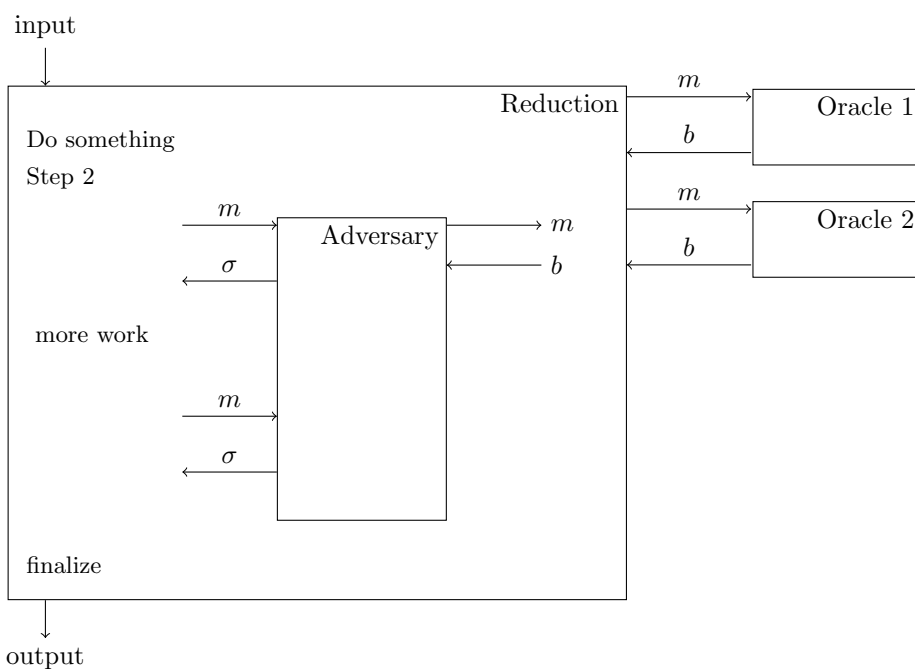 input
Reduction
m
Oracle 1
b
Do something
Step 2
m
Oracle 2
b
m
Adversary
m
σ
b
more work
m
σ
finalize
output